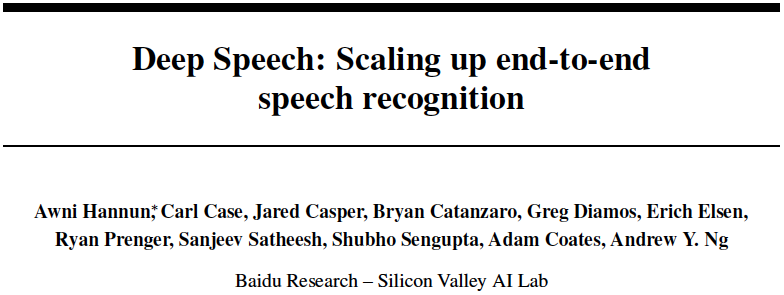 Deep Speech: Scaling up end-to-end
speech recognition
Awni Hannun*, Carl Case, Jared Casper, Bryan Catanzaro, Greg Diamos, Erich Elsen,
Ryan Prenger, Sanjeev Satheesh, Shubho Sengupta, Adam Coates, Andrew Y. Ng
Baidu Research – Silicon Valley AI Lab